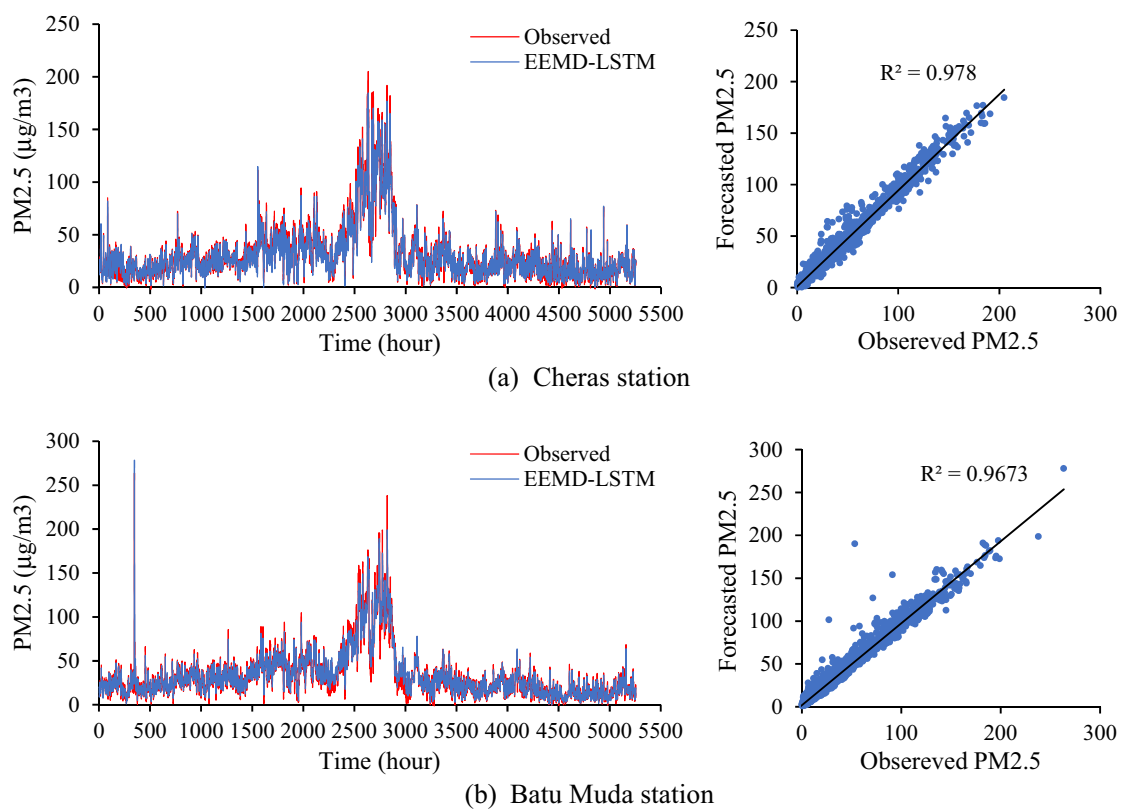 Observed
EEMD-LSTM
PM2.5 (µg/m3)
250
200
150
100
50
0
0 500 1000 1500 2000 2500 3000 3500 4000 4500 5000 5500
Time (hour)
R² = 0.978
Forecasted PM2.5
250
200
150
100
50
0
0 100 200 300
Obsereved PM2.5
(a) Cheras station
Observed
EEMD-LSTM
PM2.5 (µg/m3)
300
250
200
150
100
50
0
0 500 1000 1500 2000 2500 3000 3500 4000 4500 5000 5500
Time (hour)
R² = 0.9673
Forecasted PM2.5
300
250
200
150
100
50
0
0 100 200 300
Obsereved PM2.5
(b) Batu Muda station